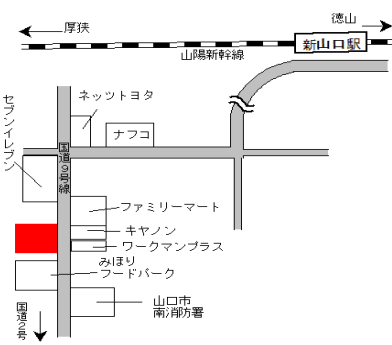 徳山
厚狭
新山口駅
山陽新幹線
ネッツトヨタ
セブンイレブン
ナフコ
国道9号線
ファミリーマート
キヤノン
ワークマンプラス
みほり
フードパーク
山口市
南消防署
国道2号